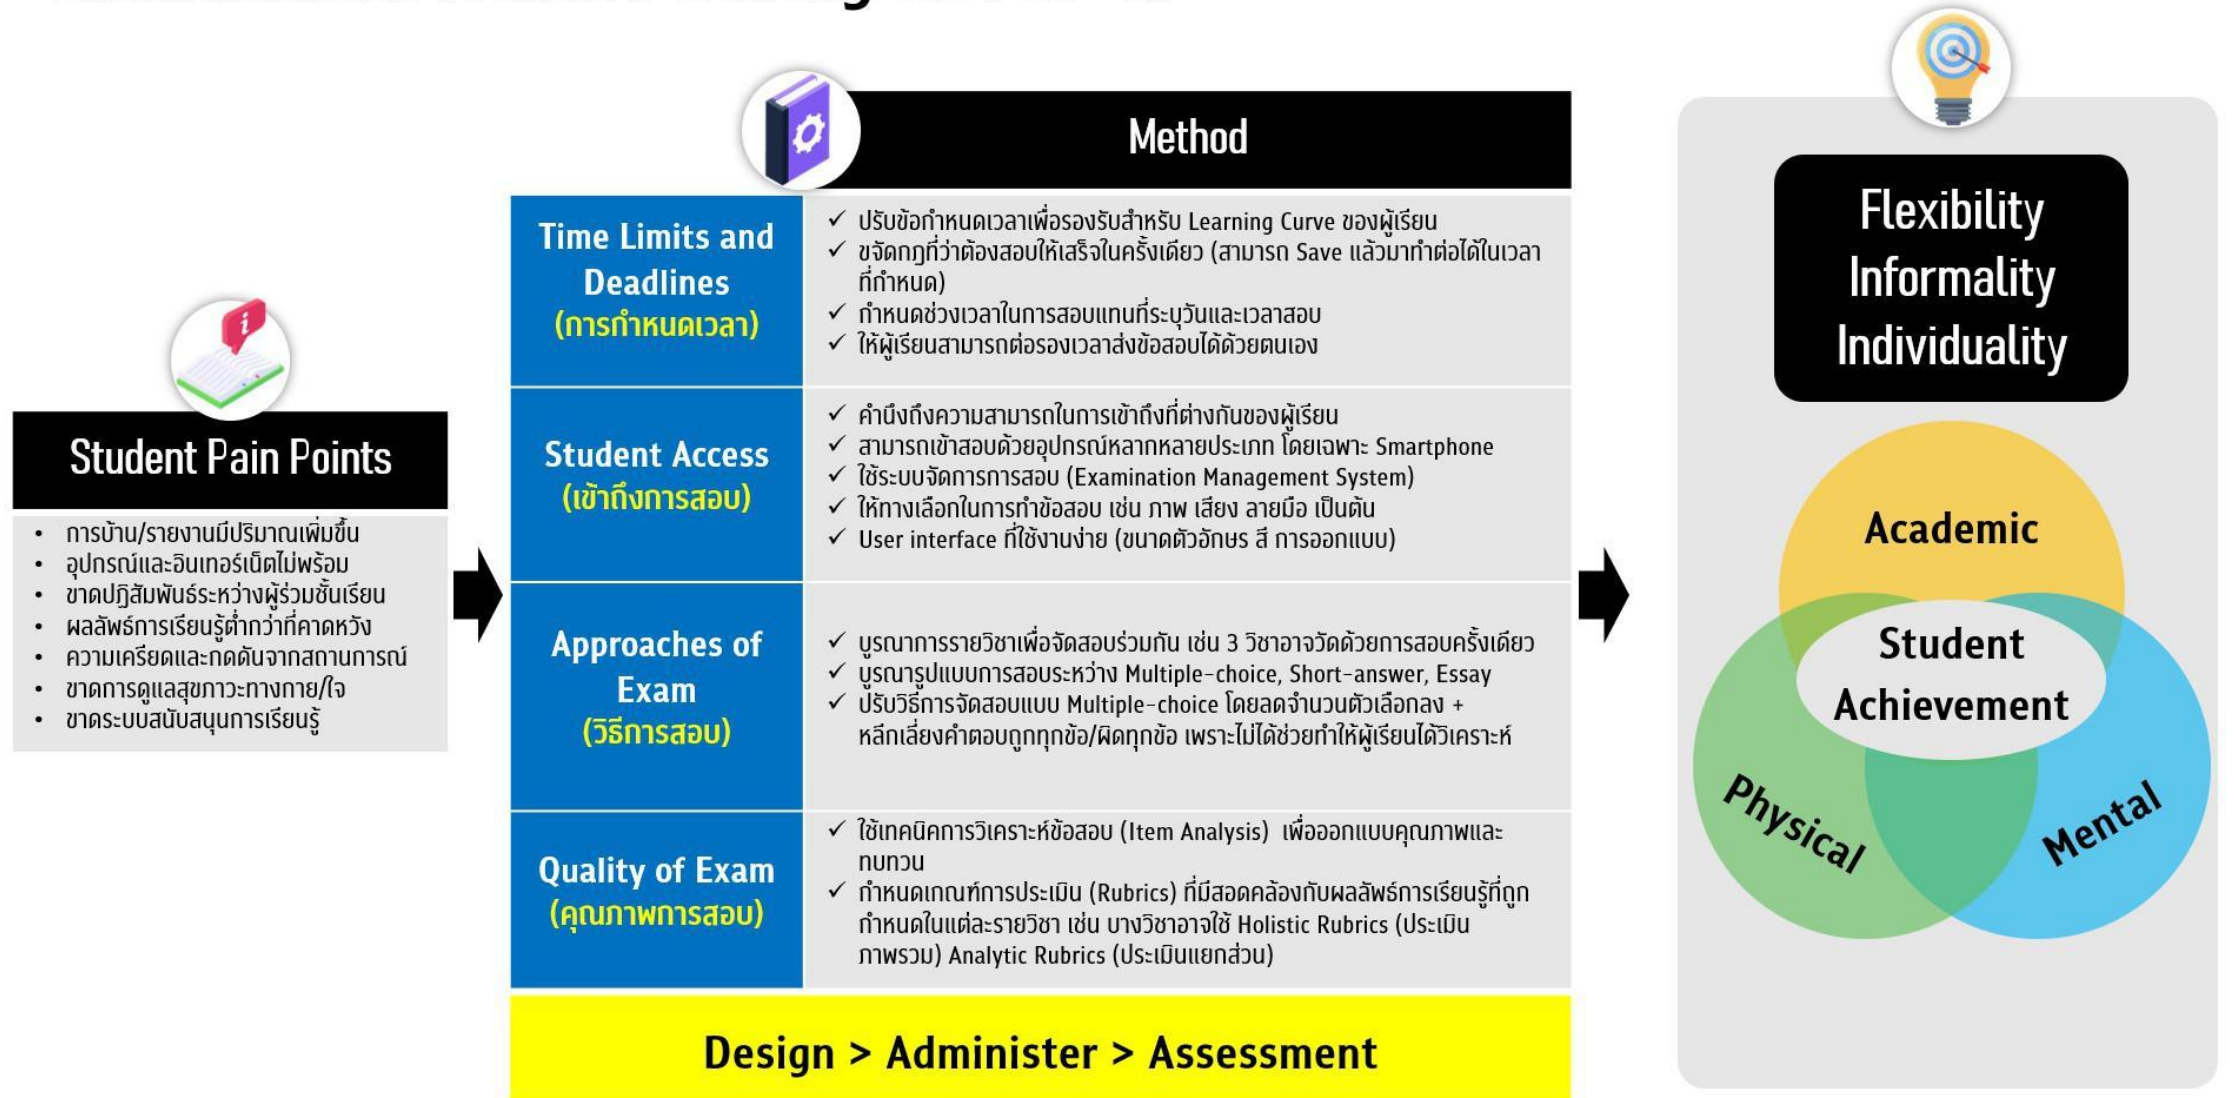 Student Pain Points
• การบ้าน/รายงานมีปริมาณเพิ่มขึ้น
• อุปกรณ์และอินเทอร์เน็ตไม่พร้อม
• ขาดปฏิสัมพันธ์ระหว่างผู้ร่วมชั้นเรียน
• ผลลัพธ์การเรียนรู้ต่ำกว่าที่คาดหวัง
• ความเครียดและกดดันจากสถานการณ์
• ขาดการดูแลสุขภาวะทางกาย/ใจ
• ขาดระบบสนับสนุนการเรียนรู้
Method
Time Limits and
Deadlines
(การกำหนดเวลา)
✓ ปรับข้อกำหนดเวลาเพื่อรองรับสำหรับ Learning Curve ของผู้เรียน
✓ ขจัดกฎที่ว่าต้องสอบให้เสร็จในครั้งเดียว (สามารถ Save แล้วมาทำต่อได้ในเวลา
ที่กำหนด)
✓ กำหนดช่วงเวลาในการสอบแทนที่ระบุวันและเวลาสอบ
✓ ให้ผู้เรียนสามารถต่อรองเวลาส่งข้อสอบได้ด้วยตนเอง
Student Access
(เข้าถึงการสอบ)
✓ คำนึงถึงความสามารถในการเข้าถึงที่ต่างกันของผู้เรียน
✓ สามารถเข้าสอบด้วยอุปกรณ์หลากหลายประเภท โดยเฉพาะ Smartphone
✓ ใช้ระบบจัดการการสอบ (Examination Management System)
✓ ให้ทางเลือกในการทำข้อสอบ เช่น ภาพ เสียง ลายมือ เป็นต้น
✓ User interface ที่ใช้งานง่าย (ขนาดตัวอักษร สี การออกแบบ)
Approaches of
Exam
(วิธีการสอบ)
✓ บูรณาการรายวิชาเพื่อจัดสอบร่วมกัน เช่น 3 วิชาอาจวัดด้วยการสอบครั้งเดียว
✓ บูรณารูปแบบการสอบระหว่าง Multiple-choice, Short-answer, Essay
✓ ปรับวิธีการจัดสอบแบบ Multiple-choice โดยลดจำนวนตัวเลือกลง +
หลีกเลี่ยงคำตอบถูกทุกข้อ/ผิดทุกข้อ เพราะไม่ได้ช่วยทำให้ผู้เรียนได้วิเคราะห์
Quality of Exam
(คุณภาพการสอบ)
✓ ใช้เทคนิคการวิเคราะห์ข้อสอบ (Item Analysis) เพื่อออกแบบคุณภาพและ
ทบทวน
✓ กำหนดเกณฑ์การประเมิน (Rubrics) ที่มีสอดคล้องกับผลลัพธ์การเรียนรู้ที่ถูก
กำหนดในแต่ละรายวิชา เช่น บางวิชาอาจใช้ Holistic Rubrics (ประเมิน
ภาพรวม) Analytic Rubrics (ประเมินแยกส่วน)
Design > Administer > Assessment
Flexibility
Informality
Individuality
Academic
Student
Achievement
Physical
Mental